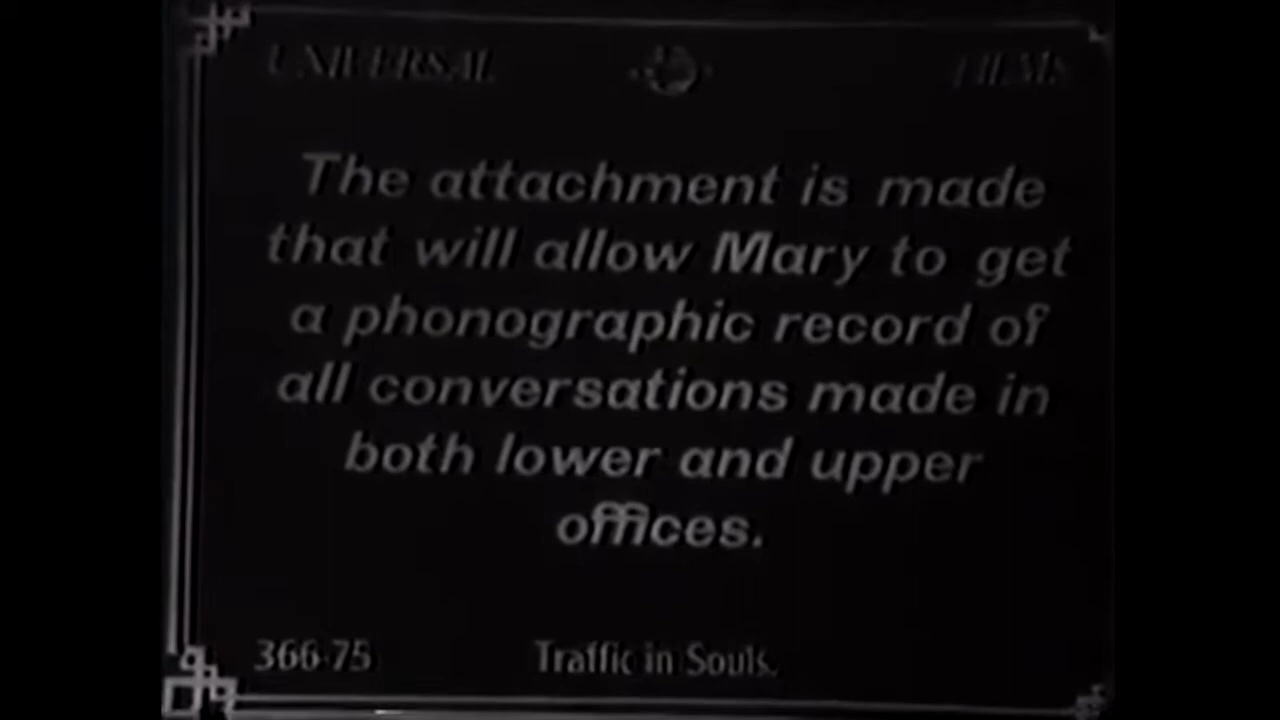 UNIVERSAL FILMS
The attachment is made
that will allow Mary to get
a phonographic record of
all conversations made in
both lower and upper
offices.
366-75 Traffic in Souls.